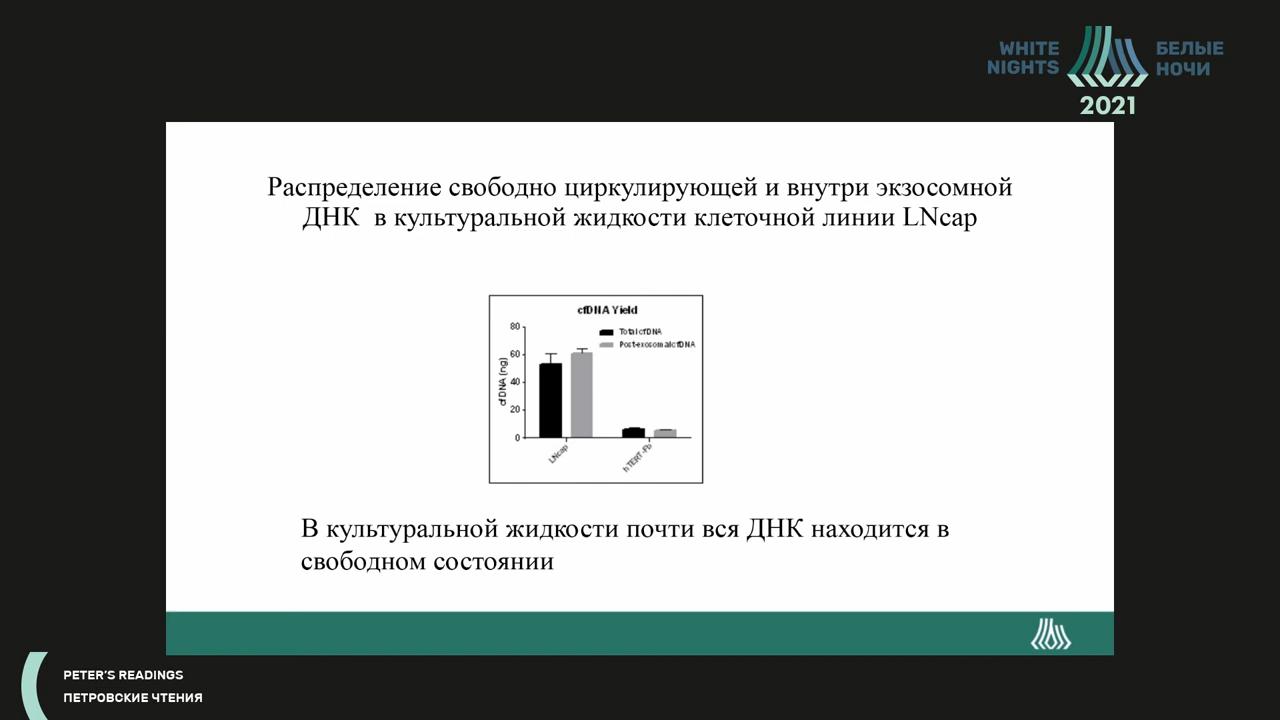 WHITE
NIGHTS
БЕЛЫЕ
НОЧИ
2021
Распределение свободно циркулирующей и внутри экзосомной
ДНК в культуральной жидкости клеточной линии LNcap
cfDNA Yield
Total cfDNA
Post-exosomal cfDNA
cfDNA (ng)
80
60
40
20
0
LNcap
hTERT-Fb
В культуральной жидкости почти вся ДНК находится в
свободном состоянии
PETER'S READINGS
ПЕТРОВСКИЕ ЧТЕНИЯ